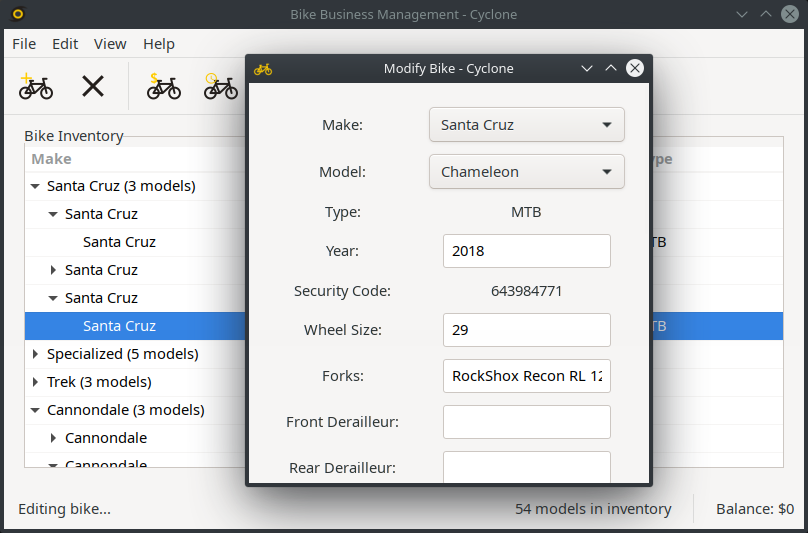 Bike Business Management - Cyclone
File Edit View Help
Modify Bike - Cyclone
Bike Inventory
Make
Santa Cruz (3 models)
Santa Cruz
Santa Cruz
Santa Cruz
Santa Cruz
Santa Cruz
Specialized (5 models)
Trek (3 models)
Cannondale (3 models)
Cannondale
Cannondale
Make: Santa Cruz
Model: Chameleon
Type: MTB
Year: 2018
Security Code: 643984771
Wheel Size: 29
Forks: RockShox Recon RL 12
Front Derailleur:
Rear Derailleur:
Editing bike... 54 models in inventory Balance: $0